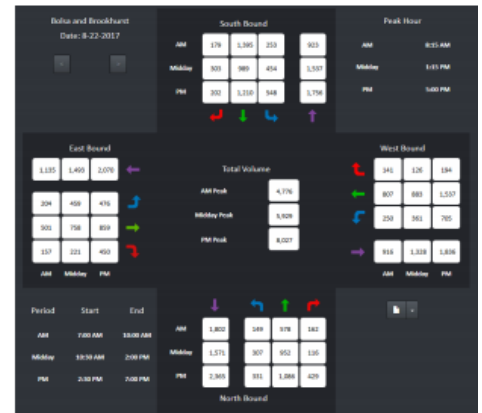 Bolsa and Brookhurst
Date: 8-22-2017
South Bound
AM 179 1,395 253 923
Midday 303 989 454 1,537
PM 202 1,210 548 1,756
Peak Hour
AM 8:15 AM
Midday 1:15 PM
PM 5:00 PM
East Bound
1,135 1,493 2,070
204 459 476
501 758 859
157 221 450
AM Midday PM
Total Volume
AM Peak 4,776
Midday Peak 5,929
PM Peak 8,027
West Bound
141 126 194
807 883 1,537
250 361 705
916 1,328 1,836
AM Midday PM
Period Start End
AM 7:00 AM 10:00 AM
Midday 10:30 AM 2:00 PM
PM 2:30 PM 7:00 PM
AM 1,802 149 578 162
Midday 1,571 307 952 116
PM 2,365 331 1,086 429
North Bound